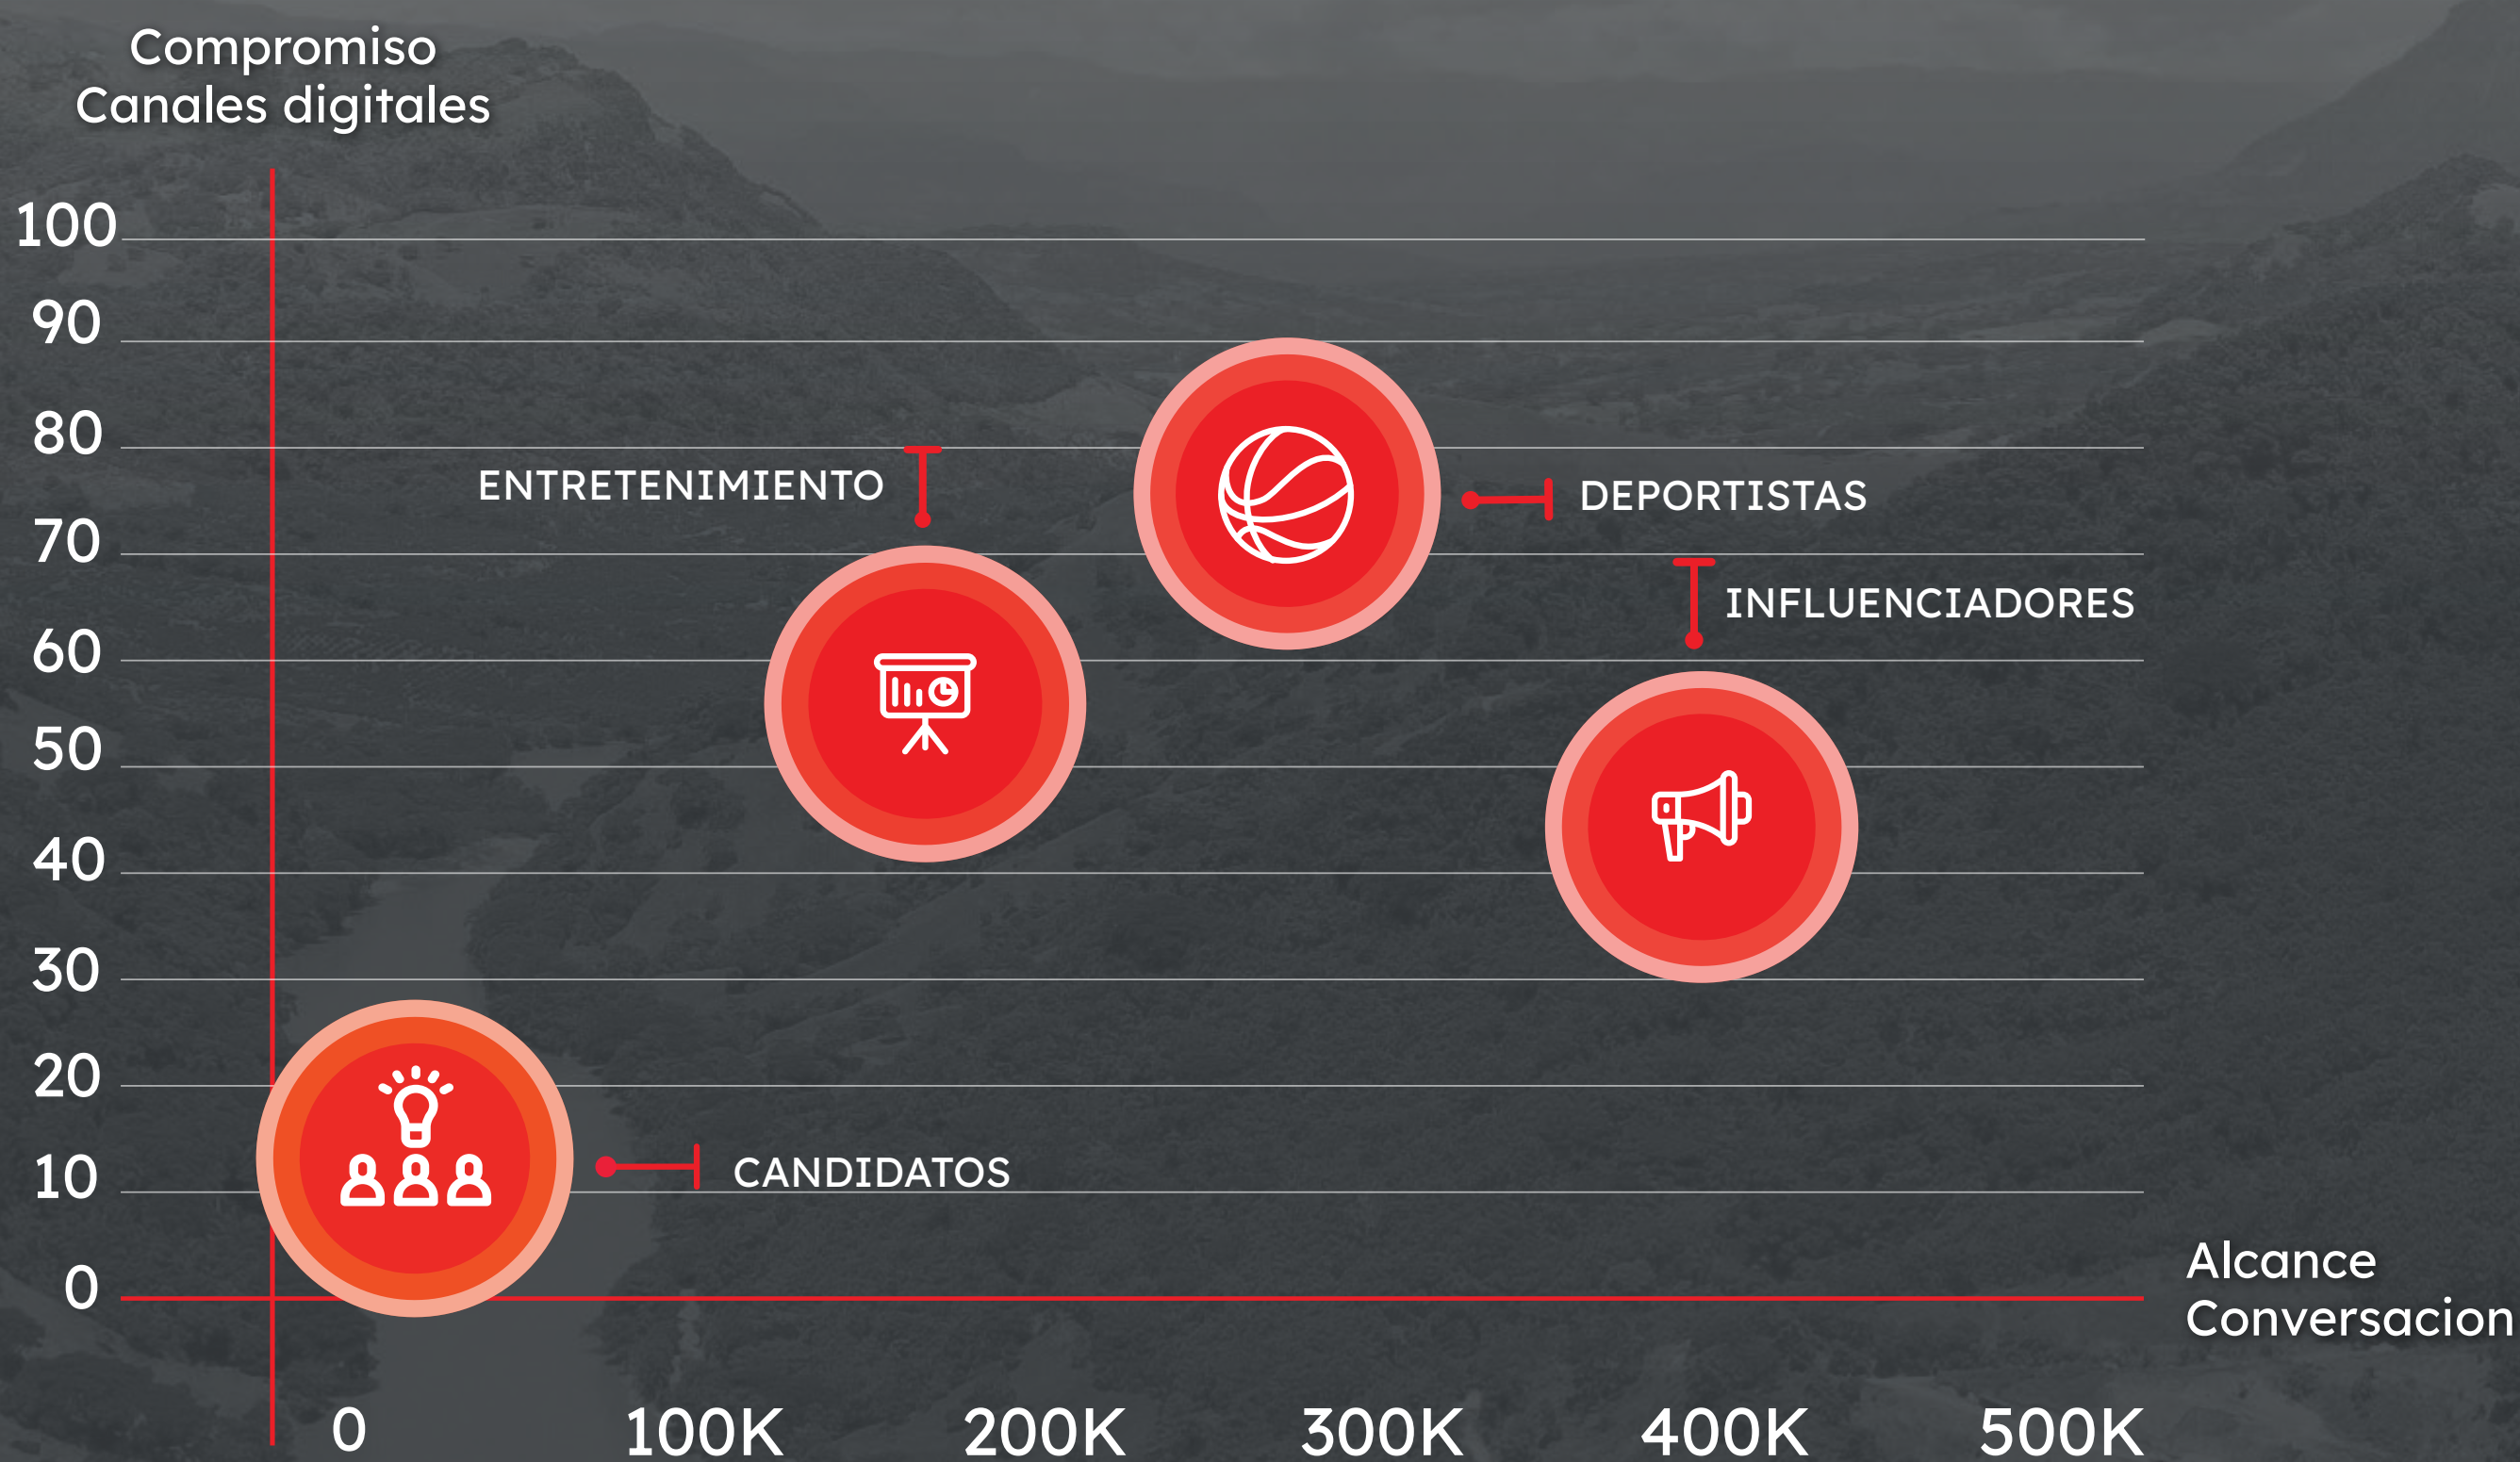 Compromiso
Canales digitales
100
90
80
ENTRETENIMIENTO
DEPORTISTAS
70
INFLUENCIADORES
60
50
40
30
20
10
CANDIDATOS
0
Alcance
Conversacion
0 100K 200K 300K 400K 500K